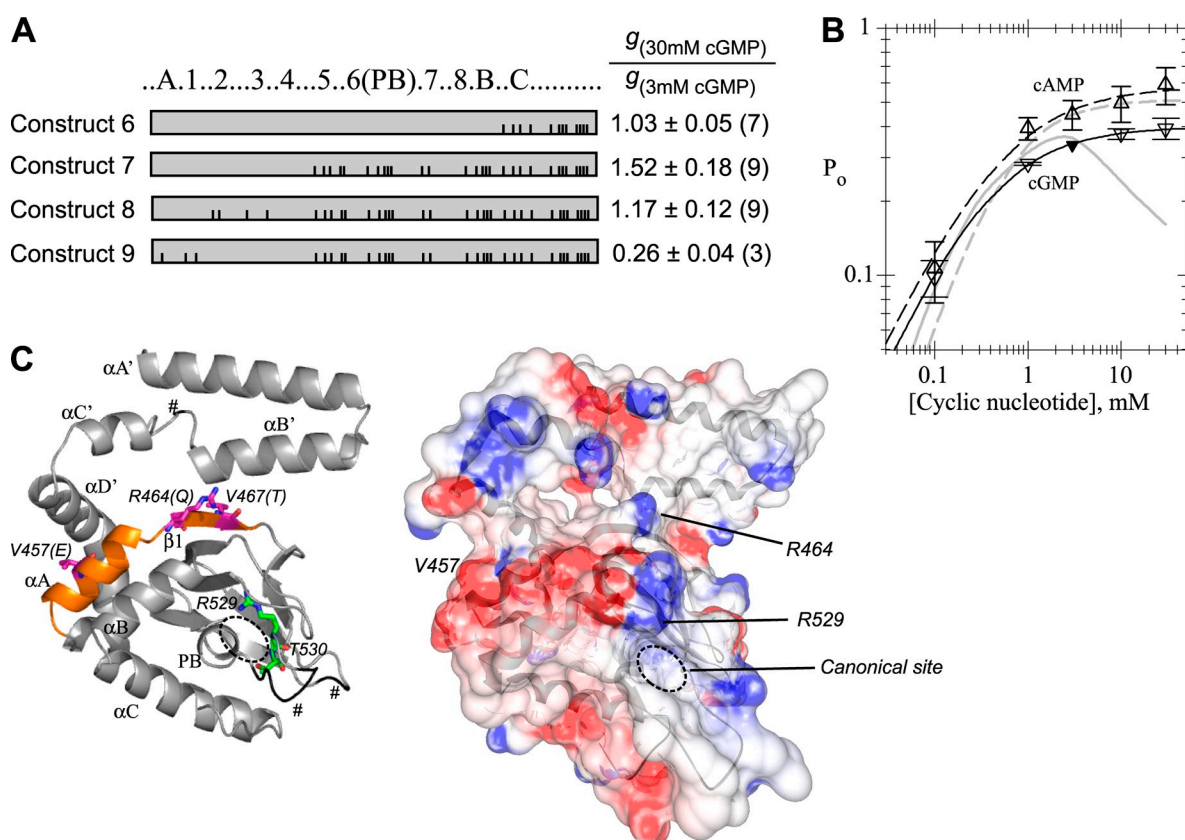 A
..A.1..2...3..4...5...6(PB).7..8.B..C..........
g(30mM cGMP)
g(3mM cGMP)
Construct 6
1.03 ± 0.05 (7)
Construct 7
1.52 ± 0.18 (9)
Construct 8
1.17 ± 0.12 (9)
Construct 9
0.26 ± 0.04 (3)
B
1
cAMP
Po
cGMP
0.1
0.1
1
10
[Cyclic nucleotide], mM
C
αA'
αC'
#
αB'
αD'
R464(Q)
V467(T)
V457(E)
β1
αA
R529
αB
T530
PB
αC
#
#
R464
V457
R529
Canonical site